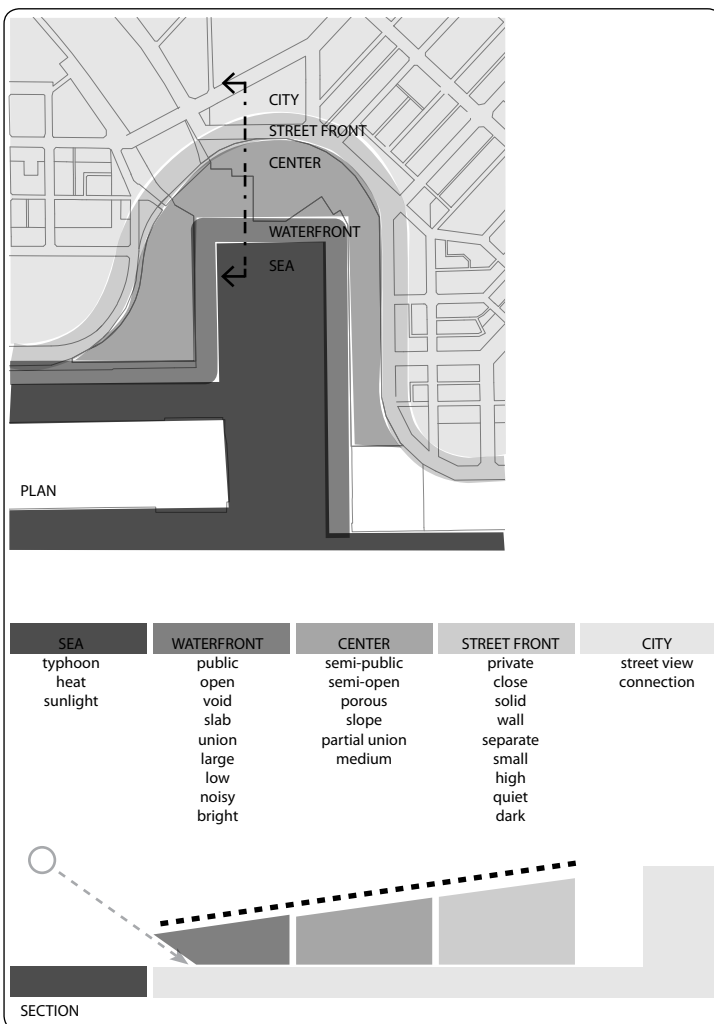 CITY
STREET FRONT
CENTER
WATERFRONT
SEA
PLAN
SEA
typhoon
heat
sunlight
WATERFRONT
public
open
void
slab
union
large
low
noisy
bright
CENTER
semi-public
semi-open
porous
slope
partial union
medium
STREET FRONT
private
close
solid
wall
separate
small
high
quiet
dark
CITY
street view
connection
SECTION